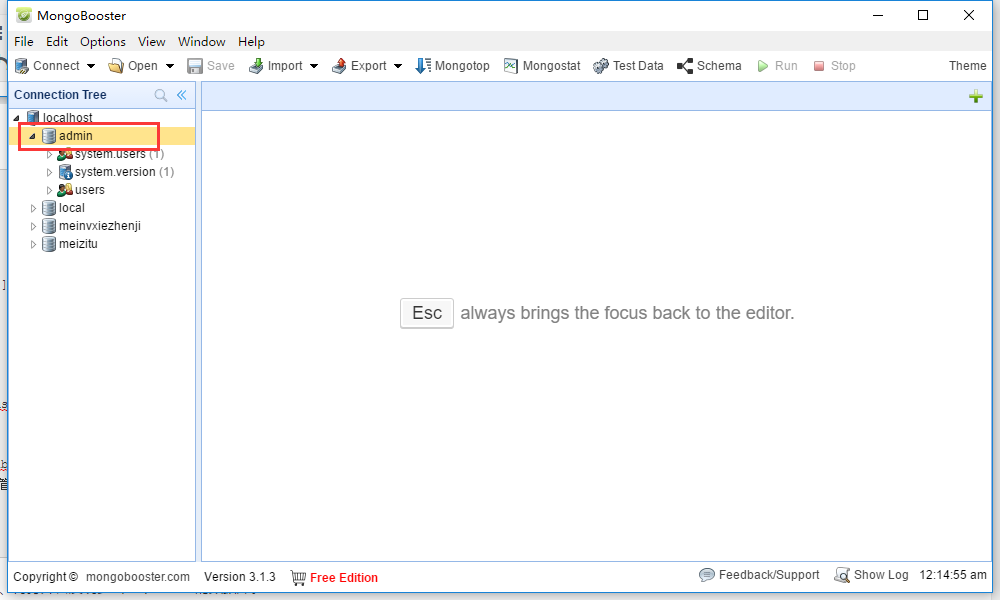 MongoBooster
File Edit Options View Window Help
Connect Open Save Import Export Mongotop Mongostat Test Data Schema Run Stop Theme
Connection Tree
localhost
admin
system.users (1)
system.version (1)
users
local
meinvxiezhenji
meizitu
Esc always brings the focus back to the editor.
Copyright © mongobooster.com Version 3.1.3 Free Edition Feedback/Support Show Log 12:14:55 am